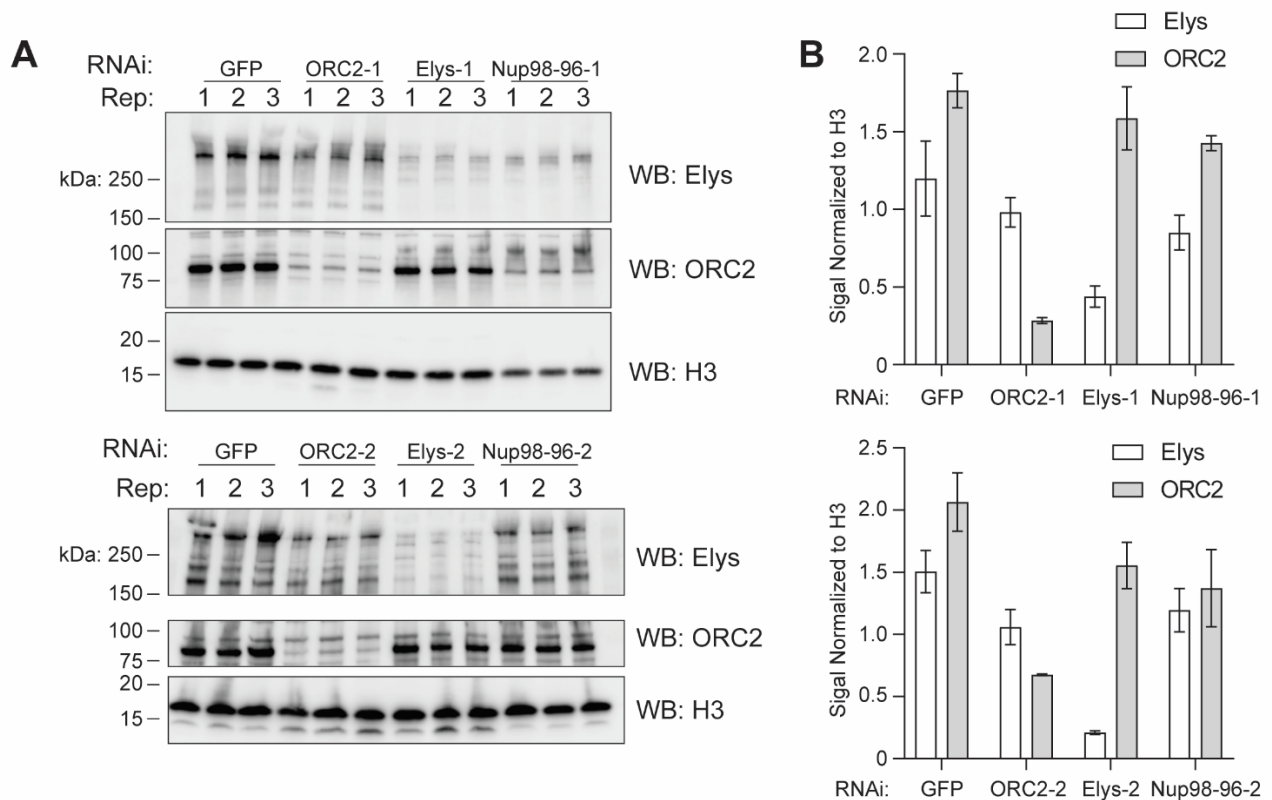 A
RNAi:
GFP ORC2-1 Elys-1 Nup98-96-1
Rep: 1 2 3 1 2 3 1 2 3 1 2 3
kDa: 250
150
WB: Elys
100
75
WB: ORC2
20
15
WB: H3
RNAi:
GFP ORC2-2 Elys-2 Nup98-96-2
Rep: 1 2 3 1 2 3 1 2 3 1 2 3
kDa: 250
150
WB: Elys
100
75
WB: ORC2
20
15
WB: H3
B
Elys
ORC2
Sigal Normalized to H3
2.0
1.5
1.0
0.5
0
RNAi: GFP ORC2-1 Elys-1 Nup98-96-1
Elys
ORC2
Sigal Normalized to H3
2.5
2.0
1.5
1.0
0.5
0
RNAi: GFP ORC2-2 Elys-2 Nup98-96-2